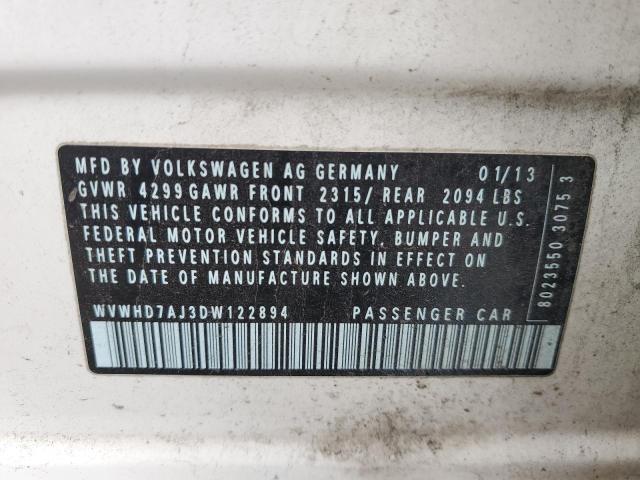 MFD BY VOLKSWAGEN AG GERMANY 01/13
GVWR 4299 GAWR FRONT 2315/ REAR 2094 LBS
THIS VEHICLE CONFORMS TO ALL APPLICABLE U.S.
FEDERAL MOTOR VEHICLE SAFETY, BUMPER AND
THEFT PREVENTION STANDARDS IN EFFECT ON
THE DATE OF MANUFACTURE SHOWN ABOVE.
WVWHD7AJ3DW122894 PASSENGER CAR
8023550 3075 3